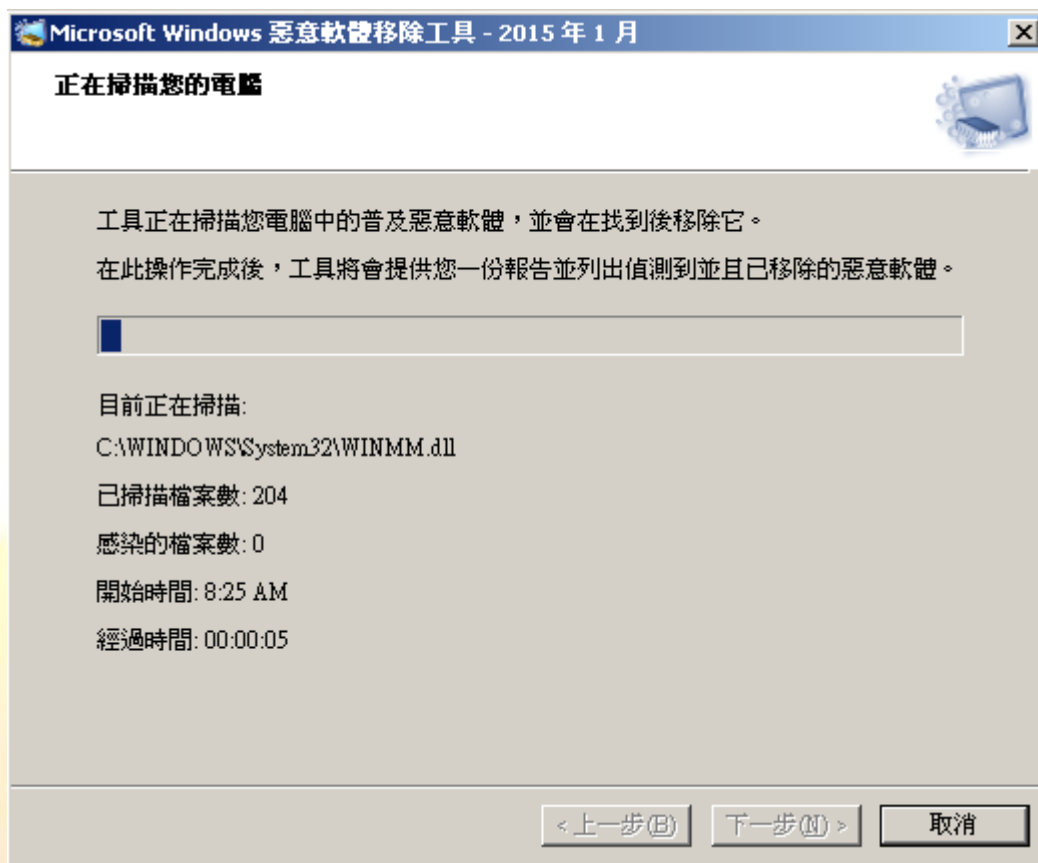 Microsoft Windows 惡意軟體移除工具 - 2015 年 1 月
正在掃描您的電腦
工具正在掃描您電腦中的普及惡意軟體，並會在找到後移除它。
在此操作完成後，工具將會提供您一份報告並列出偵測到並且已移除的惡意軟體。
目前正在掃描:
C:\WINDOWS\System32\WINMM.dll
已掃描檔案數: 204
感染的檔案數: 0
開始時間: 8:25 AM
經過時間: 00:00:05
< 上一步(B) 下一步(N) > 取消